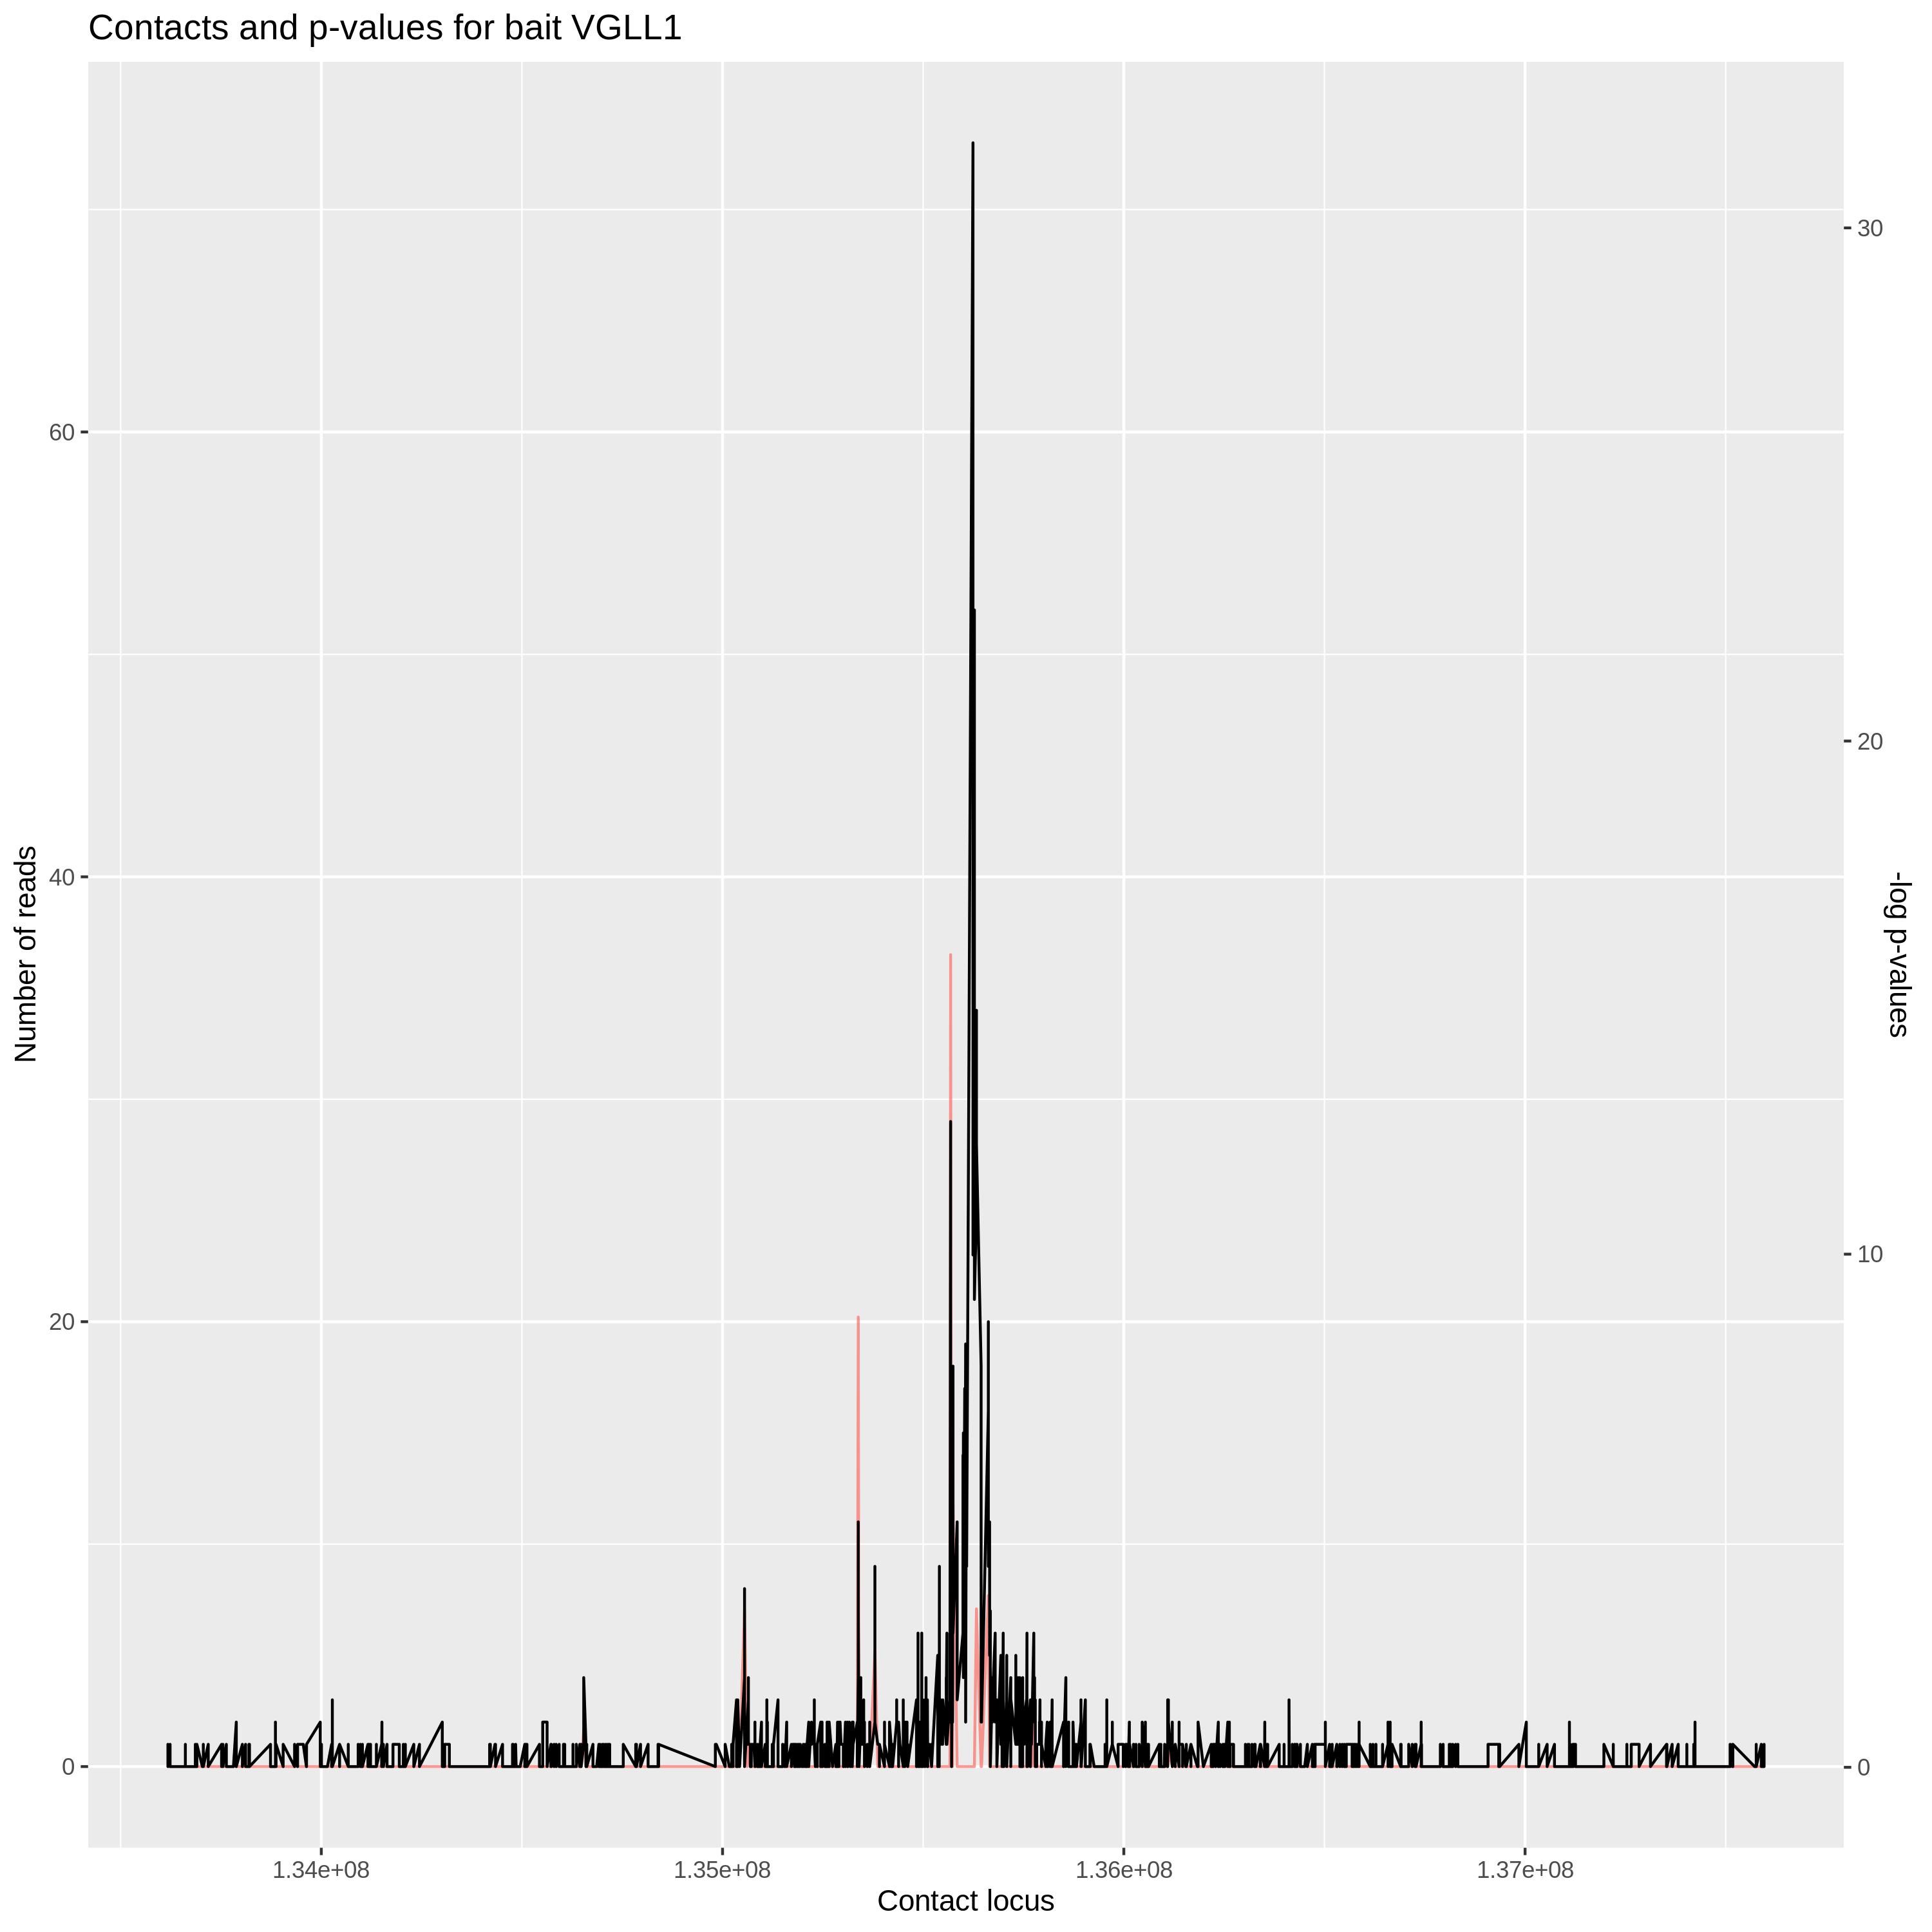 Contacts and p-values for bait VGLL1
60
40
20
0
30
20
10
0
Number of reads
-log p-values
1.34e+08
1.35e+08
1.36e+08
1.37e+08
Contact locus